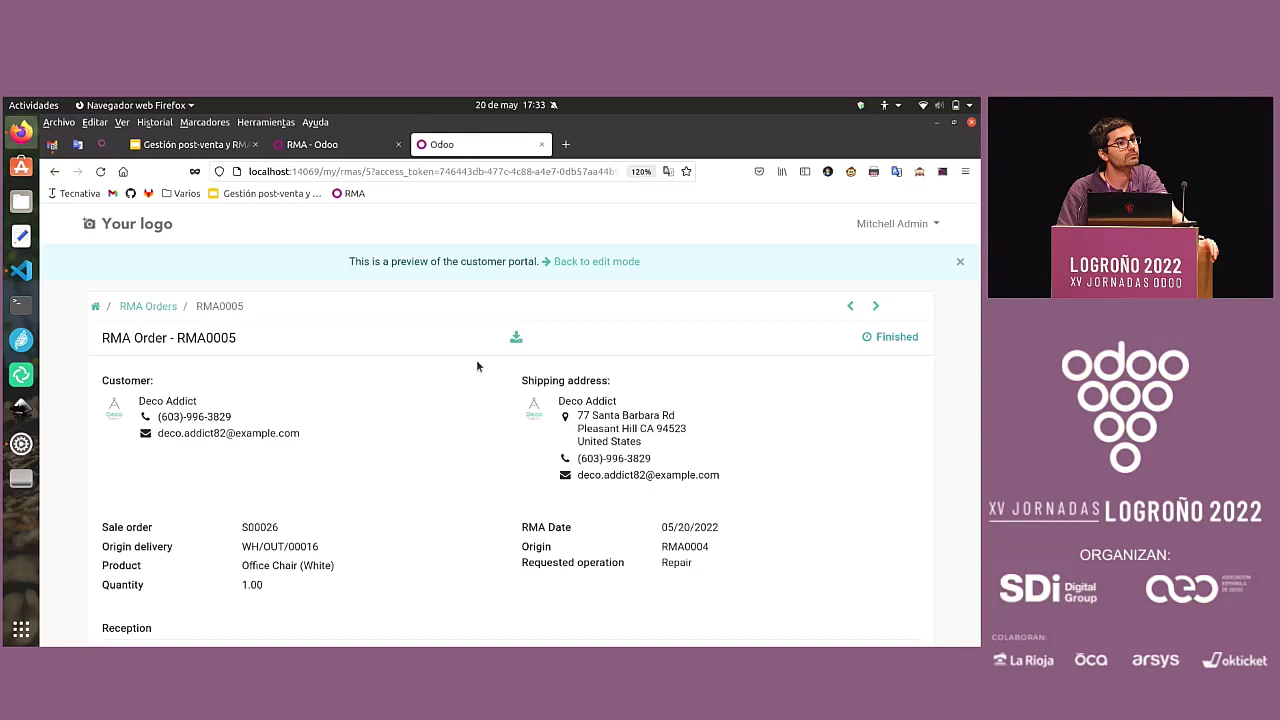 Actividades
Navegador web Firefox
20 de may 17:33
Archivo Editar Ver Historial Marcadores Herramientas Ayuda
Gestión post-venta y RMA
RMA - Odoo
Odoo
localhost:14069/my/rmas/5?access_token=746443db-477c-4c88-a4e7-0db57aa44b9
120%
Tecnativa
Varios
Gestión post-venta y ...
RMA
Your logo
Mitchell Admin
This is a preview of the customer portal. Back to edit mode
/ RMA Orders / RMA0005
RMA Order - RMA0005
Finished
Customer:
Deco Addict
(603)-996-3829
deco.addict82@example.com
Shipping address:
Deco Addict
77 Santa Barbara Rd
Pleasant Hill CA 94523
United States
(603)-996-3829
deco.addict82@example.com
Sale order S00026
Origin delivery WH/OUT/00016
Product Office Chair (White)
Quantity 1.00
RMA Date 05/20/2022
Origin RMA0004
Requested operation Repair
Reception
LOGROÑO 2022
XV JORNADAS ODOO
odoo
XV JORNADAS LOGROÑO 2022
ORGANIZAN:
SDi Digital Group
aeo
ASOCIACIÓN ESPAÑOLA DE ODOO
COLABORAN:
La Rioja
oca
arsys
okticket